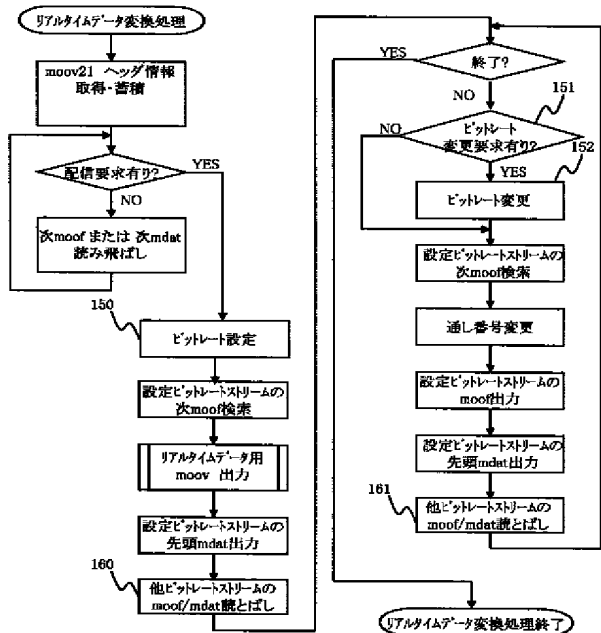 リアルタイムデータ変換処理
moov21 ヘッダ情報
取得・蓄積
配信要求有り?
YES
NO
次moof または 次mdat
読み飛ばし
150
ビットレート設定
設定ビットレートストリームの
次moof検索
リアルタイムデータ用
moov 出力
設定ビットレートストリームの
先頭mdat出力
160
他ビットレートストリームの
moof/mdat読とばし
YES
終了?
NO
151
NO
ビットレート
変更要求有り?
152
YES
ビットレート変更
設定ビットレートストリームの
次moof検索
通し番号変更
設定ビットレートストリームの
moof出力
設定ビットレートストリームの
先頭mdat出力
161
他ビットレートストリームの
moof/mdat読とばし
リアルタイムデータ変換処理終了